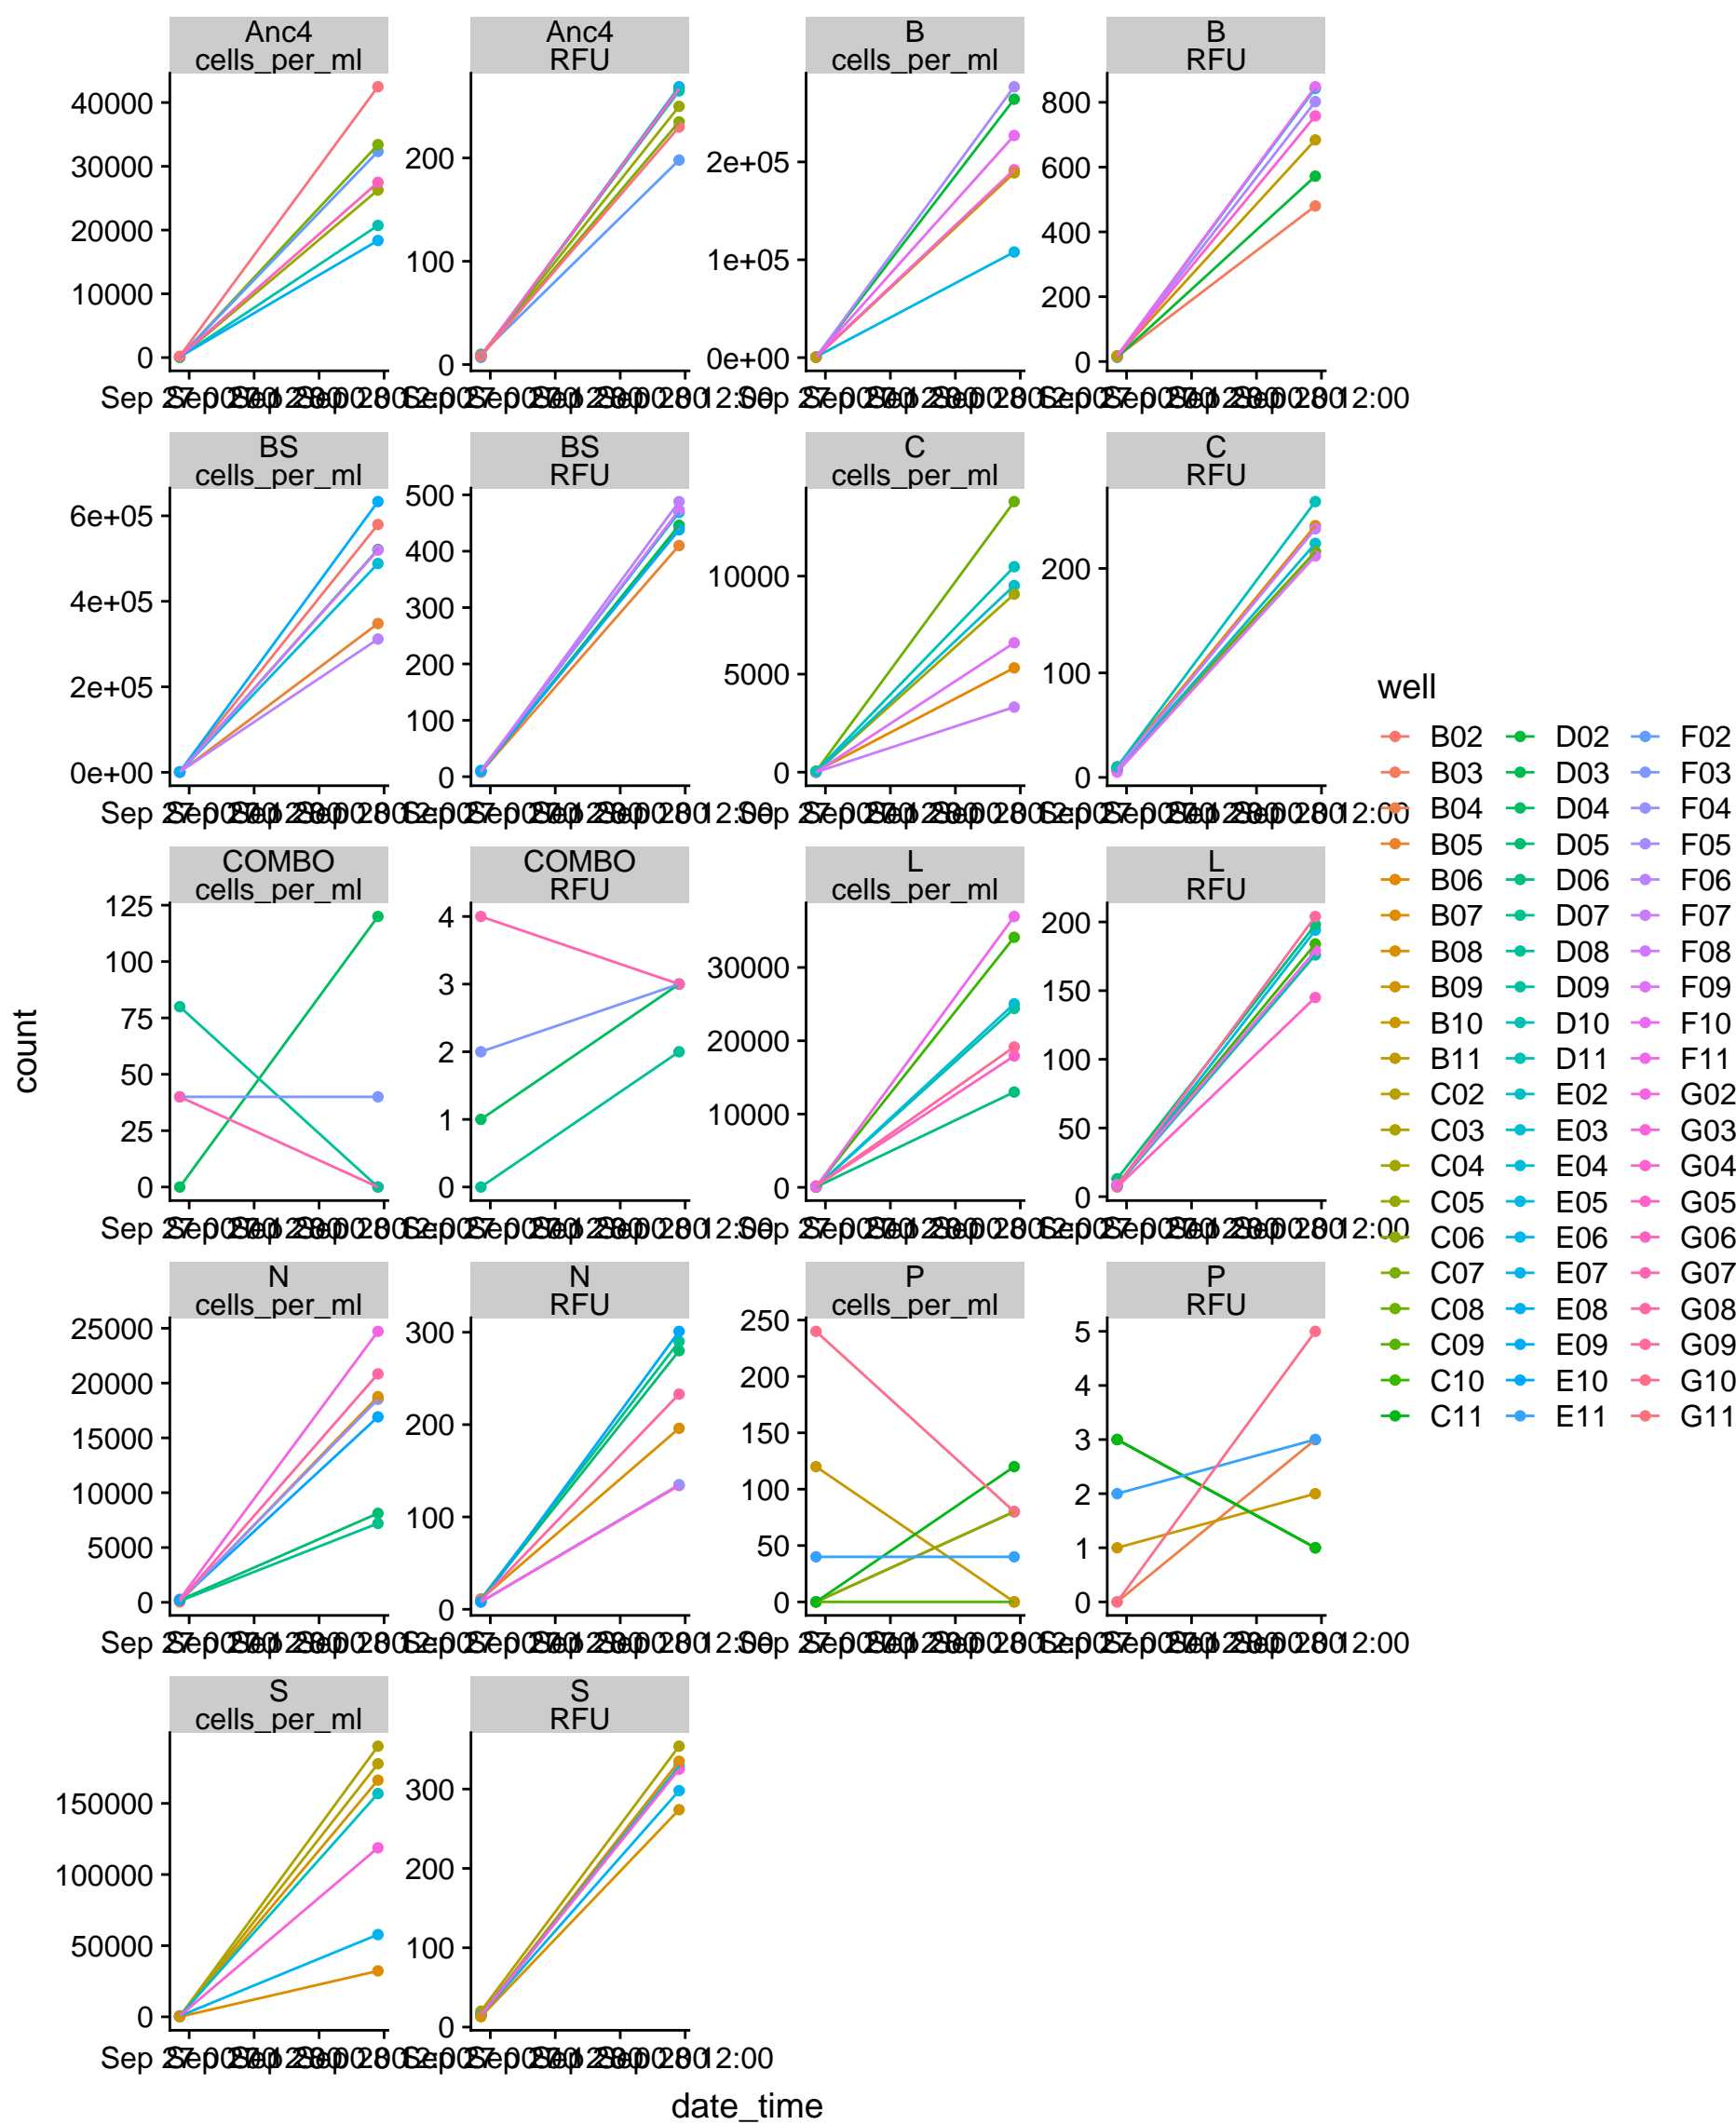 Anc4 Anc4 B B
cells_per_ml RFU cells_per_ml RFU
40000
30000
20000
10000
0
200
100
0
2e+05
1e+05
0e+00
800
600
400
200
0
BS BS C C
cells_per_ml RFU cells_per_ml RFU
6e+05
4e+05
2e+05
0e+00
500
400
300
200
100
0
10000
5000
0
200
100
0
COMBO COMBO L L
cells_per_ml RFU cells_per_ml RFU
125
100
75
50
25
0
4
3
2
1
0
30000
20000
10000
0
200
150
100
50
0
N N P P
cells_per_ml RFU cells_per_ml RFU
25000
20000
15000
10000
5000
0
300
200
100
0
250
200
150
100
50
0
5
4
3
2
1
0
S S
cells_per_ml RFU
150000
100000
50000
0
300
200
100
0
date_time
count
well
B02 D02 F02
B03 D03 F03
B04 D04 F04
B05 D05 F05
B06 D06 F06
B07 D07 F07
B08 D08 F08
B09 D09 F09
B10 D10 F10
B11 D11 F11
C02 E02 G02
C03 E03 G03
C04 E04 G04
C05 E05 G05
C06 E06 G06
C07 E07 G07
C08 E08 G08
C09 E09 G09
C10 E10 G10
C11 E11 G11